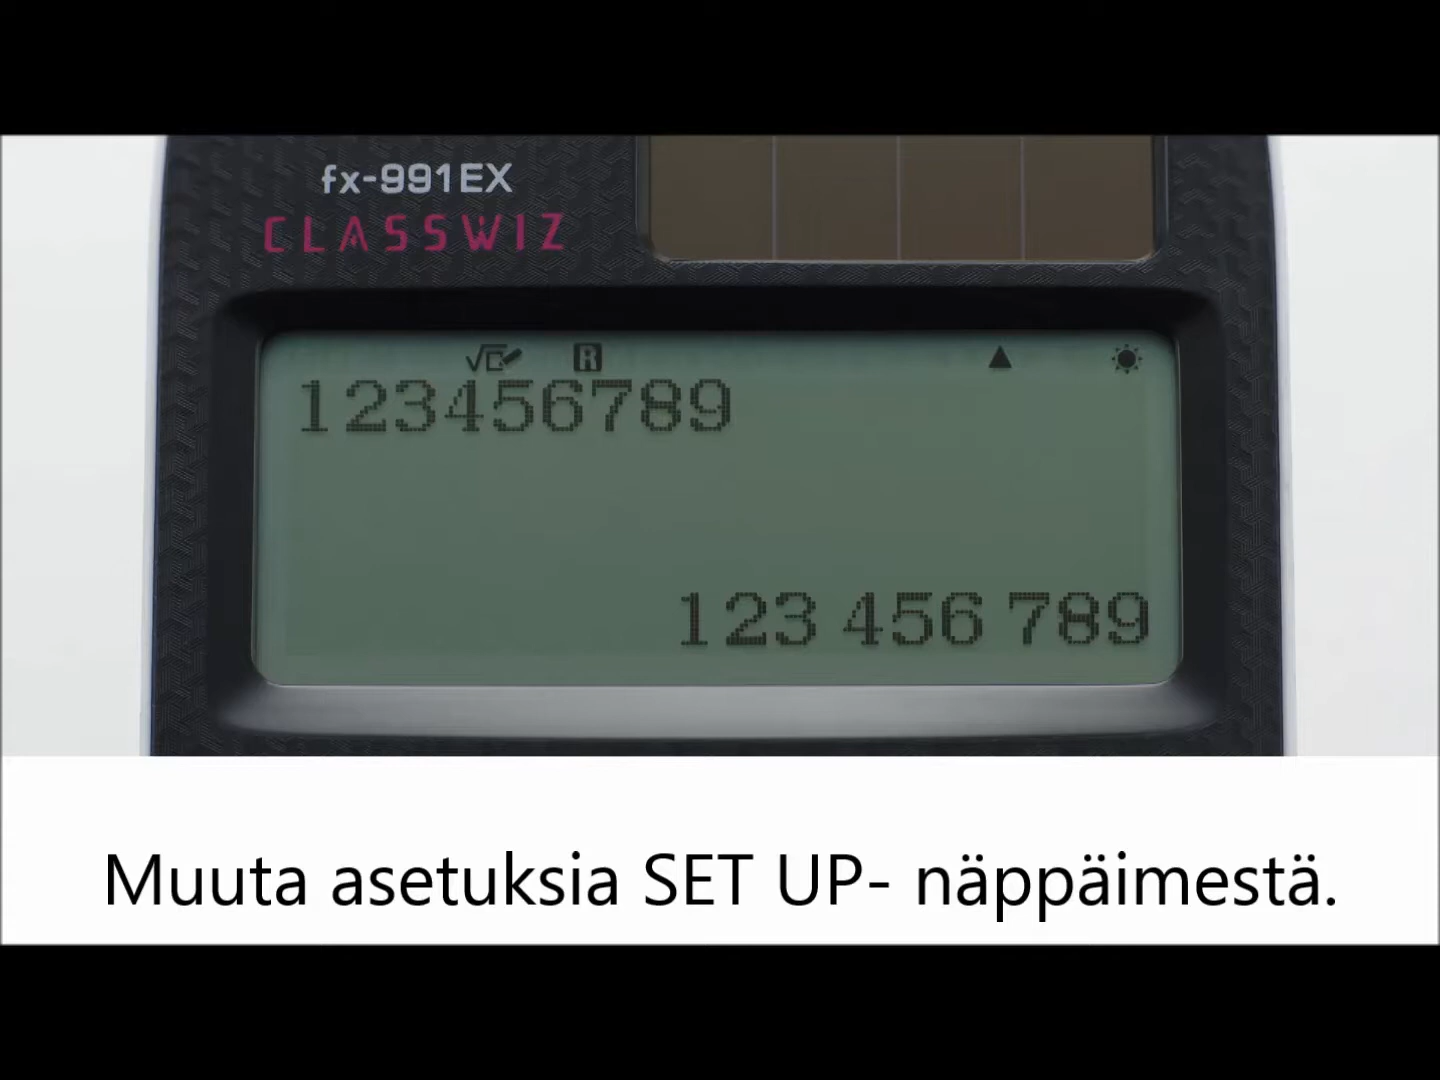 fx-991EX
CLASSWIZ
√□ R ▲
123456789
123 456 789
Muuta asetuksia SET UP- näppäimestä.